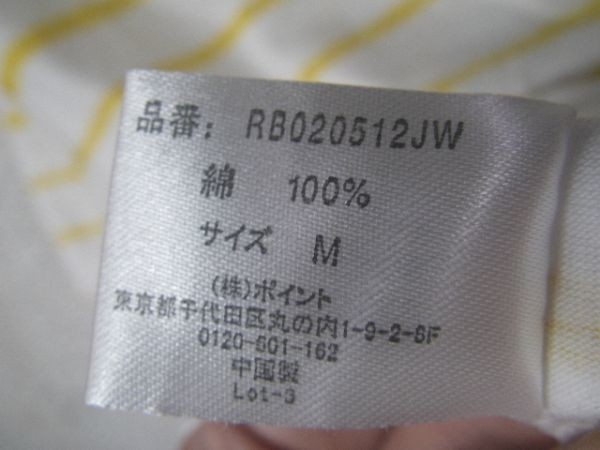 品番: RB020512JW
綿 100%
サイズ M
(株)ポイント
東京都千代田区丸の内1-9-2-6F
0120-601-162
中国製
Lot-3